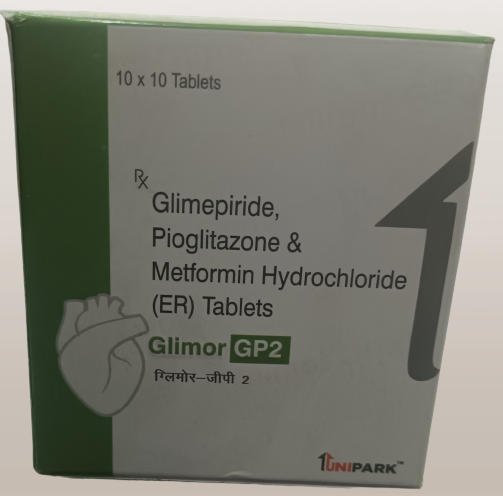 10 x 10 Tablets
Rx
Glimepiride,
Pioglitazone &
Metformin Hydrochloride
(ER) Tablets
Glimor GP2
ग्लिमोर–जीपी 2
UNIPARK™